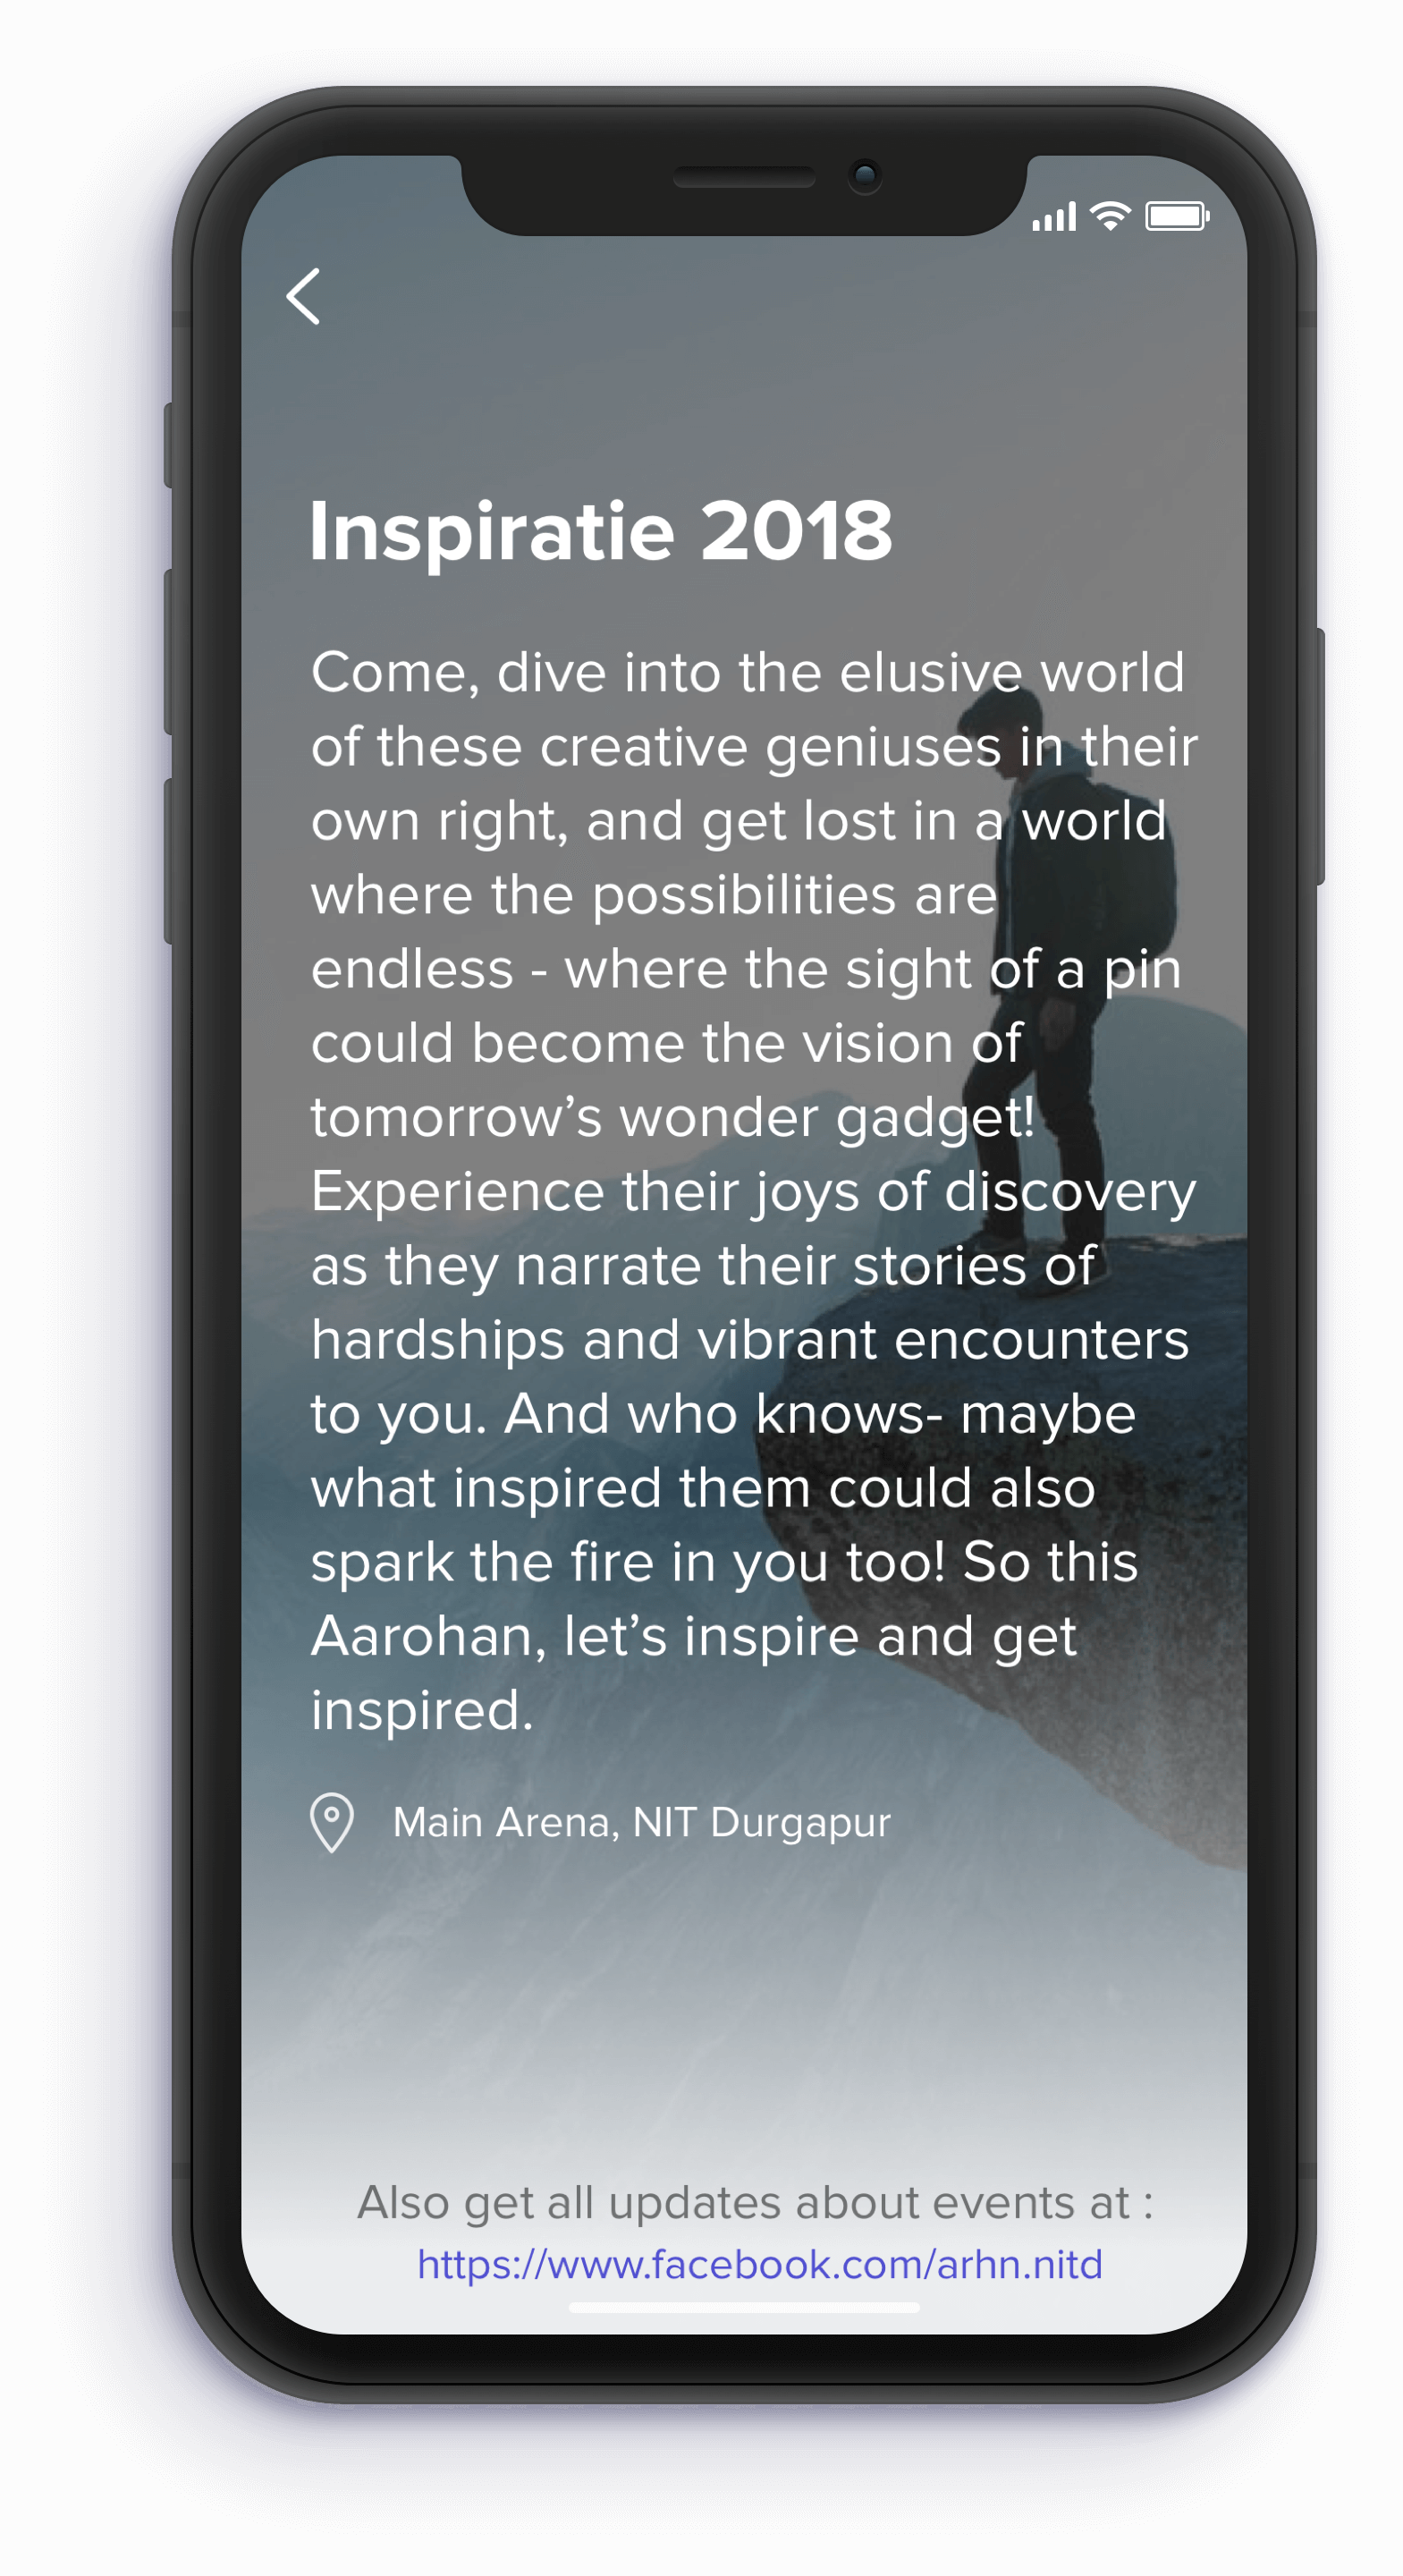 Inspiratie 2018
Come, dive into the elusive world
of these creative geniuses in their
own right, and get lost in a world
where the possibilities are
endless - where the sight of a pin
could become the vision of
tomorrow’s wonder gadget!
Experience their joys of discovery
as they narrate their stories of
hardships and vibrant encounters
to you. And who knows- maybe
what inspired them could also
spark the fire in you too! So this
Aarohan, let’s inspire and get
inspired.
Main Arena, NIT Durgapur
Also get all updates about events at :
https://www.facebook.com/arhn.nitd